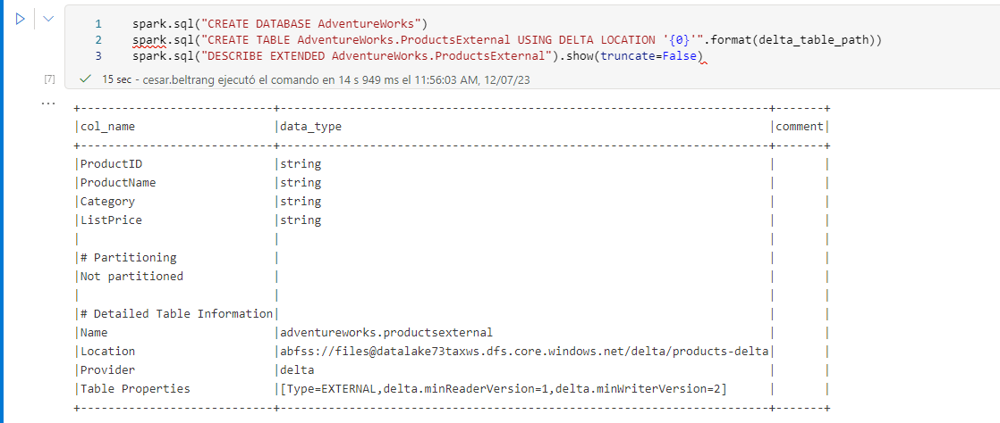 1 spark.sql("CREATE DATABASE AdventureWorks")
2 spark.sql("CREATE TABLE AdventureWorks.ProductsExternal USING DELTA LOCATION '{0}'".format(delta_table_path))
3 spark.sql("DESCRIBE EXTENDED AdventureWorks.ProductsExternal").show(truncate=False)
[7] 15 sec - cesar.beltrang ejecutó el comando en 14 s 949 ms el 11:56:03 AM, 12/07/23
...
+----------------------------+----------------------------------------------------------------------+-------+
|col_name |data_type |comment|
+----------------------------+----------------------------------------------------------------------+-------+
|ProductID |string | |
|ProductName |string | |
|Category |string | |
|ListPrice |string | |
| | | |
|# Partitioning | | |
|Not partitioned | | |
| | | |
|# Detailed Table Information| | |
|Name |adventureworks.productsexternal | |
|Location |abfss://files@datalake73taxws.dfs.core.windows.net/delta/products-delta| |
|Provider |delta | |
|Table Properties |[Type=EXTERNAL,delta.minReaderVersion=1,delta.minWriterVersion=2] | |
+----------------------------+----------------------------------------------------------------------+-------+